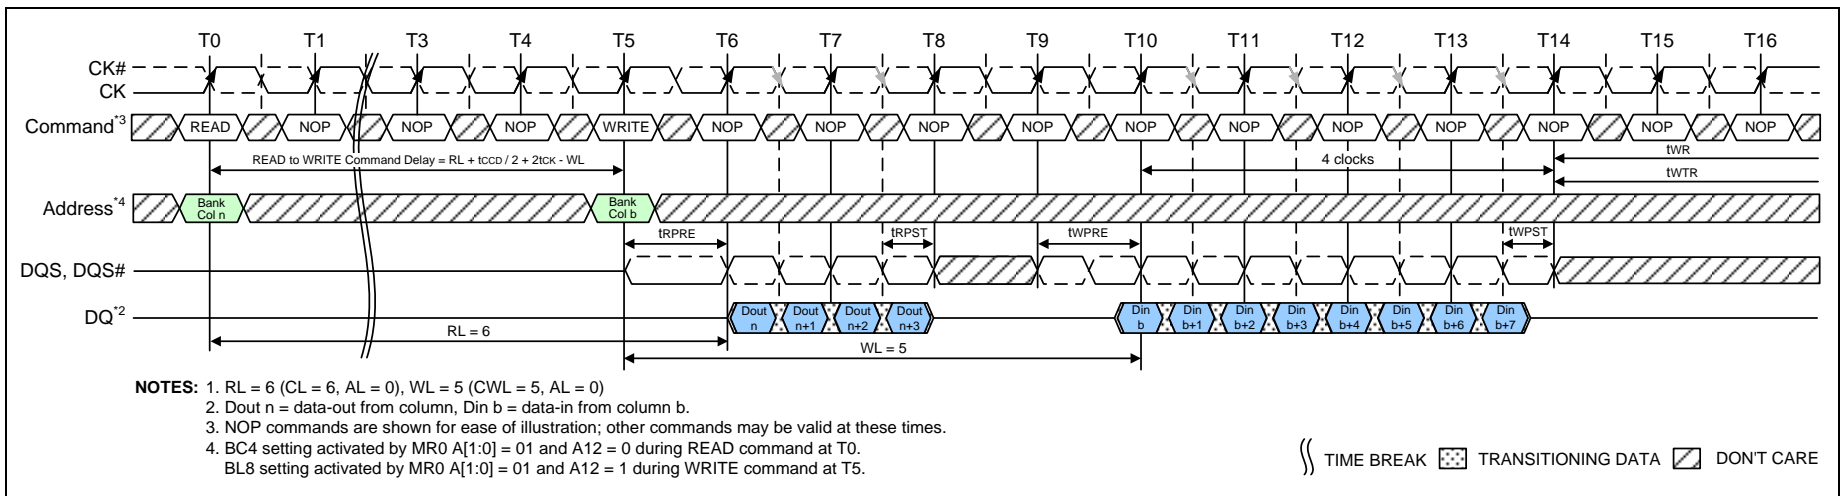 T0 T1 T3 T4 T5 T6 T7 T8 T9 T10 T11 T12 T13 T14 T15 T16
CK#
CK
Command*3 READ NOP NOP NOP WRITE NOP NOP NOP NOP NOP NOP NOP NOP NOP NOP NOP
READ to WRITE Command Delay = RL + tCCD / 2 + 2tCK - WL
4 clocks
tWR
tWTR
Address*4
Bank
Col n
Bank
Col b
tRPRE tRPST tWPRE tWPST
DQS, DQS#
DQ*2
Dout
n
Dout
n+1
Dout
n+2
Dout
n+3
Din
b
Din
b+1
Din
b+2
Din
b+3
Din
b+4
Din
b+5
Din
b+6
Din
b+7
RL = 6
WL = 5
NOTES: 1. RL = 6 (CL = 6, AL = 0), WL = 5 (CWL = 5, AL = 0)
2. Dout n = data-out from column, Din b = data-in from column b.
3. NOP commands are shown for ease of illustration; other commands may be valid at these times.
4. BC4 setting activated by MR0 A[1:0] = 01 and A12 = 0 during READ command at T0.
BL8 setting activated by MR0 A[1:0] = 01 and A12 = 1 during WRITE command at T5.
TIME BREAK TRANSITIONING DATA DON'T CARE